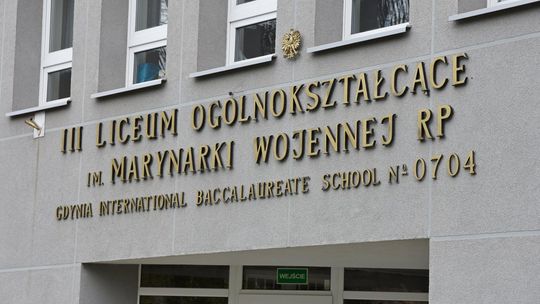 III LICEUM OGÓLNOKSZTAŁCĄCE
IM. MARYNARKI WOJENNEJ RP
GDYNIA INTERNATIONAL BACCALAUREATE SCHOOL Nº 0704
WEJŚCIE